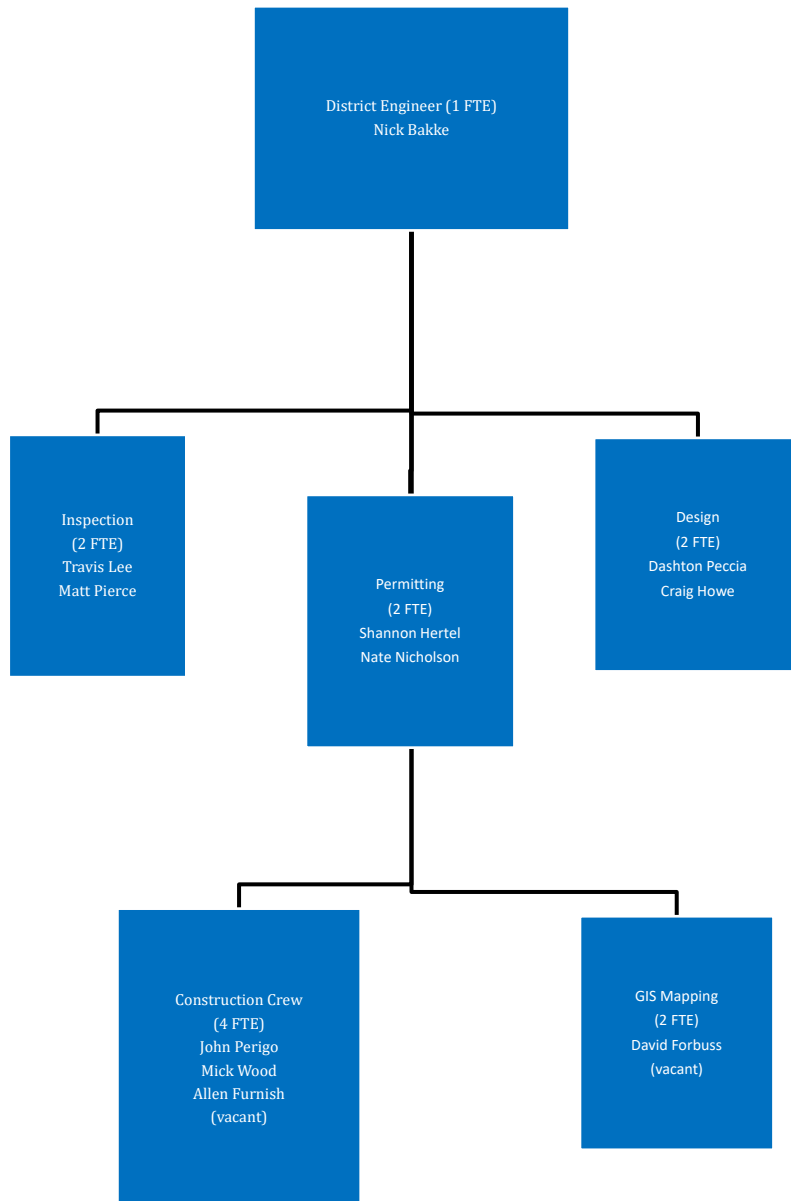 District Engineer (1 FTE)
Nick Bakke
Inspection
(2 FTE)
Travis Lee
Matt Pierce
Permitting
(2 FTE)
Shannon Hertel
Nate Nicholson
Design
(2 FTE)
Dashton Peccia
Craig Howe
Construction Crew
(4 FTE)
John Perigo
Mick Wood
Allen Furnish
(vacant)
GIS Mapping
(2 FTE)
David Forbuss
(vacant)